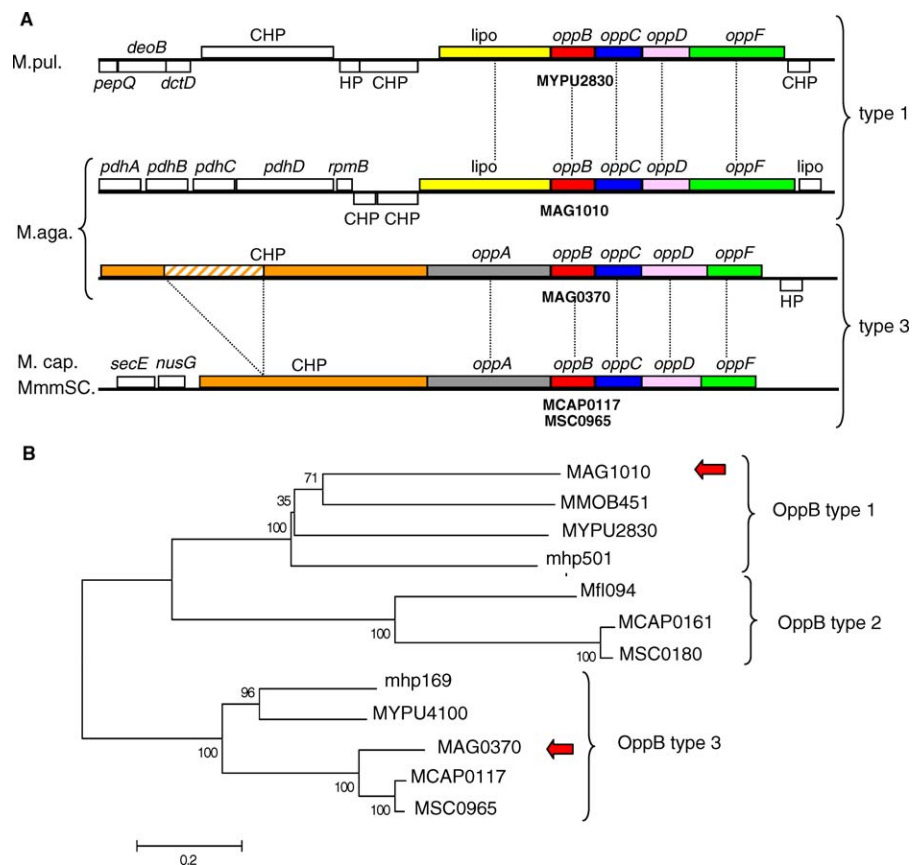 A
CHP lipo oppB oppC oppD oppF
deoB
M.pul.
pepQ dctD HP CHP MYPU2830 CHP
type 1
pdhA pdhB pdhC pdhD rpmB lipo oppB oppC oppD oppF lipo
CHP CHP MAG1010
M.aga.
CHP oppA oppB oppC oppD oppF
MAG0370 HP
type 3
M. cap.
MmmSC.
secE nusG CHP oppA oppB oppC oppD oppF
MCAP0117
MSC0965
B
MAG1010
71
35
MMOB451
OppB type 1
100
MYPU2830
mhp501
Mfl094
MCAP0161
OppB type 2
100
100 MSC0180
mhp169
96
MYPU4100
OppB type 3
100
MAG0370
MCAP0117
100
100 MSC0965
0.2